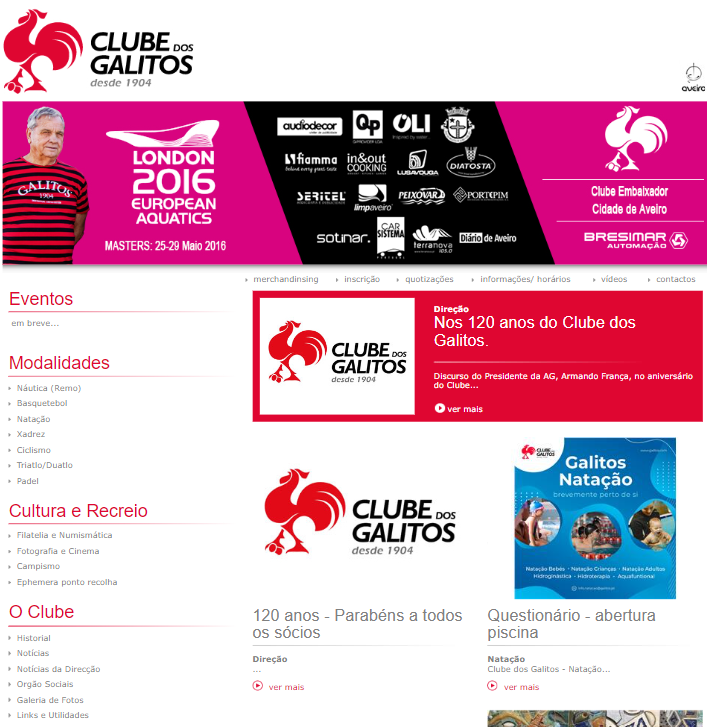 CLUBE DOS
GALITOS
desde 1904
aveiro
GALITOS
1904
LONDON
2016
EUROPEAN
AQUATICS
MASTERS: 25-29 Maio 2016
audiodecor
QP
OLI
fiamma
in&out
COOKING
LUSAVOUGA
DIATOSTA
SERITEL
limpaveiro
PEIXOVAR
PORTIPIM
sotinar.
CAR
SISTEMA
terranova
105.0
Diário de Aveiro
Clube Embaixador
Cidade de Aveiro
BRESIMAR
AUTOMAÇÃO
merchandinsing
inscrição
quotizações
informações/ horários
vídeos
contactos
Eventos
em breve...
Modalidades
Náutica (Remo)
Basquetebol
Natação
Xadrez
Ciclismo
Triatlo/Duatlo
Padel
Cultura e Recreio
Filatelia e Numismática
Fotografia e Cinema
Campismo
Ephemera ponto recolha
O Clube
Historial
Notícias
Notícias da Direcção
Orgão Sociais
Galeria de Fotos
Links e Utilidades
CLUBE DOS
GALITOS
desde 1904
Direção
Nos 120 anos do Clube dos
Galitos.
Discurso do Presidente da AG, Armando França, no aniversário
do Clube...
ver mais
CLUBE DOS
GALITOS
desde 1904
120 anos - Parabéns a todos
os sócios
Direção
...
ver mais
CLUBE DOS
GALITOS
Galitos
Natação
brevemente perto de si
Natação Bebés · Natação Crianças · Natação Adultos
Hidroginástica · Hidroterapia · Aquafuntional
Questionário - abertura
piscina
Natação
Clube dos Galitos - Natação...
ver mais